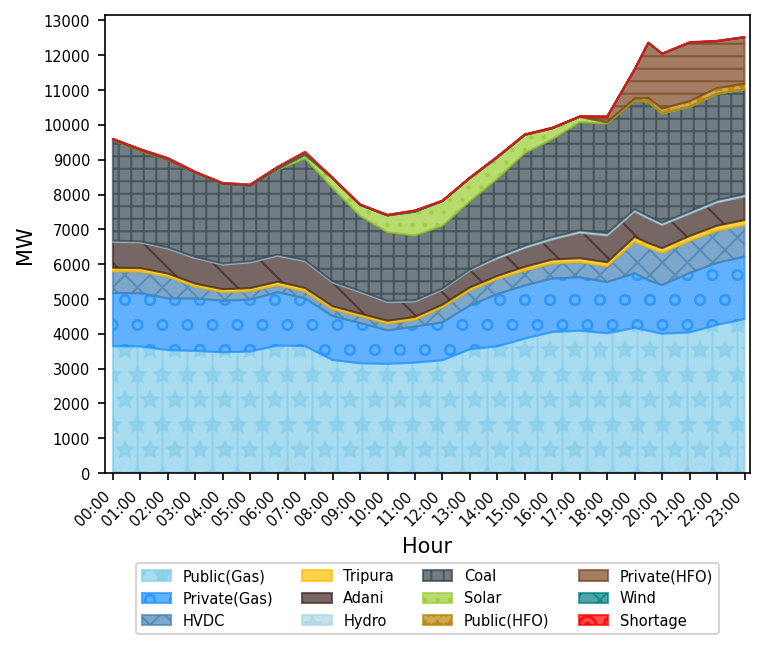 13000
12000
11000
10000
9000
8000
7000
6000
5000
4000
3000
2000
1000
0
MW
00:00
01:00
02:00
03:00
04:00
05:00
06:00
07:00
08:00
09:00
10:00
11:00
12:00
13:00
14:00
15:00
16:00
17:00
18:00
19:00
20:00
21:00
22:00
23:00
Hour
Public(Gas)
Private(Gas)
HVDC
Tripura
Adani
Hydro
Coal
Solar
Public(HFO)
Private(HFO)
Wind
Shortage